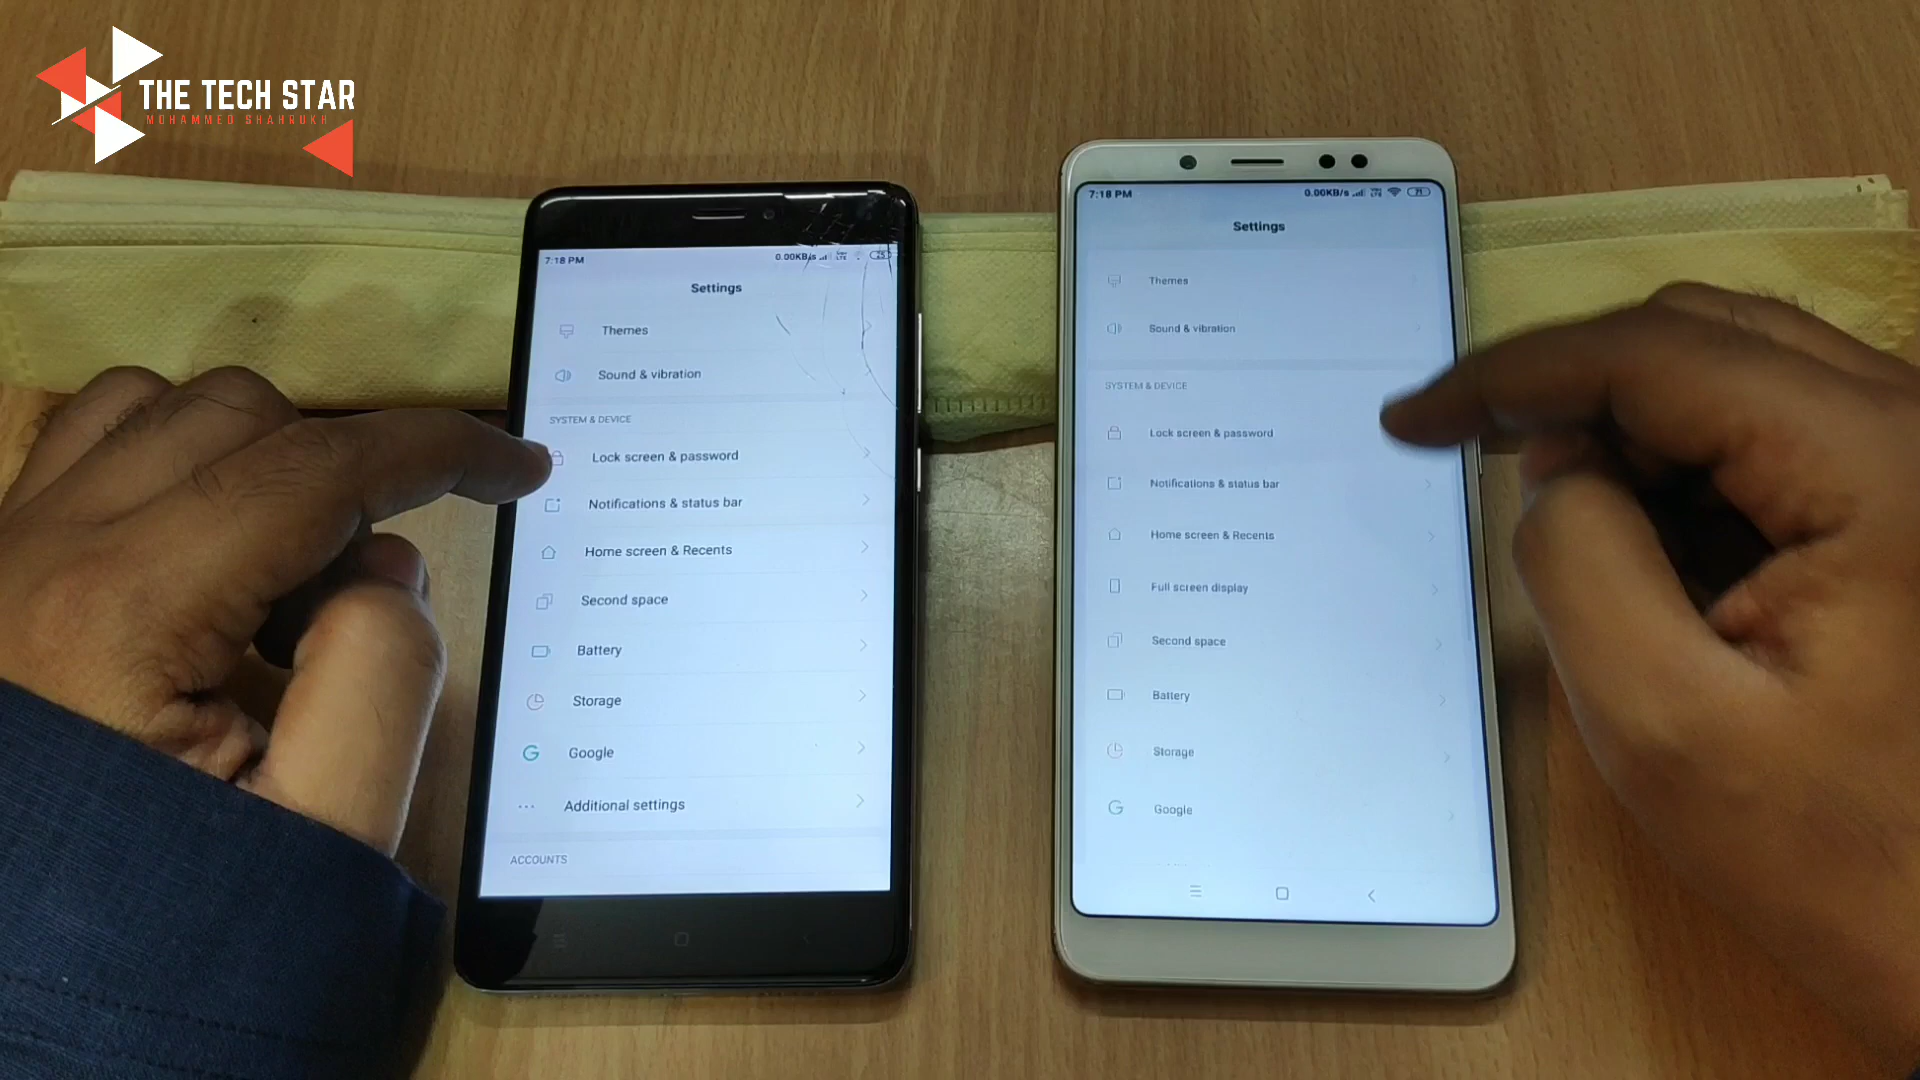 THE TECH STAR
MOHAMMED SHAHRUKH
7:18 PM
0.00KB/s
25
Settings
Themes
Sound & vibration
SYSTEM & DEVICE
Lock screen & password
Notifications & status bar
Home screen & Recents
Second space
Battery
Storage
Google
Additional settings
ACCOUNTS
7:18 PM
0.00KB/s
71
Settings
Themes
Sound & vibration
SYSTEM & DEVICE
Lock screen & password
Notifications & status bar
Home screen & Recents
Full screen display
Second space
Battery
Storage
Google